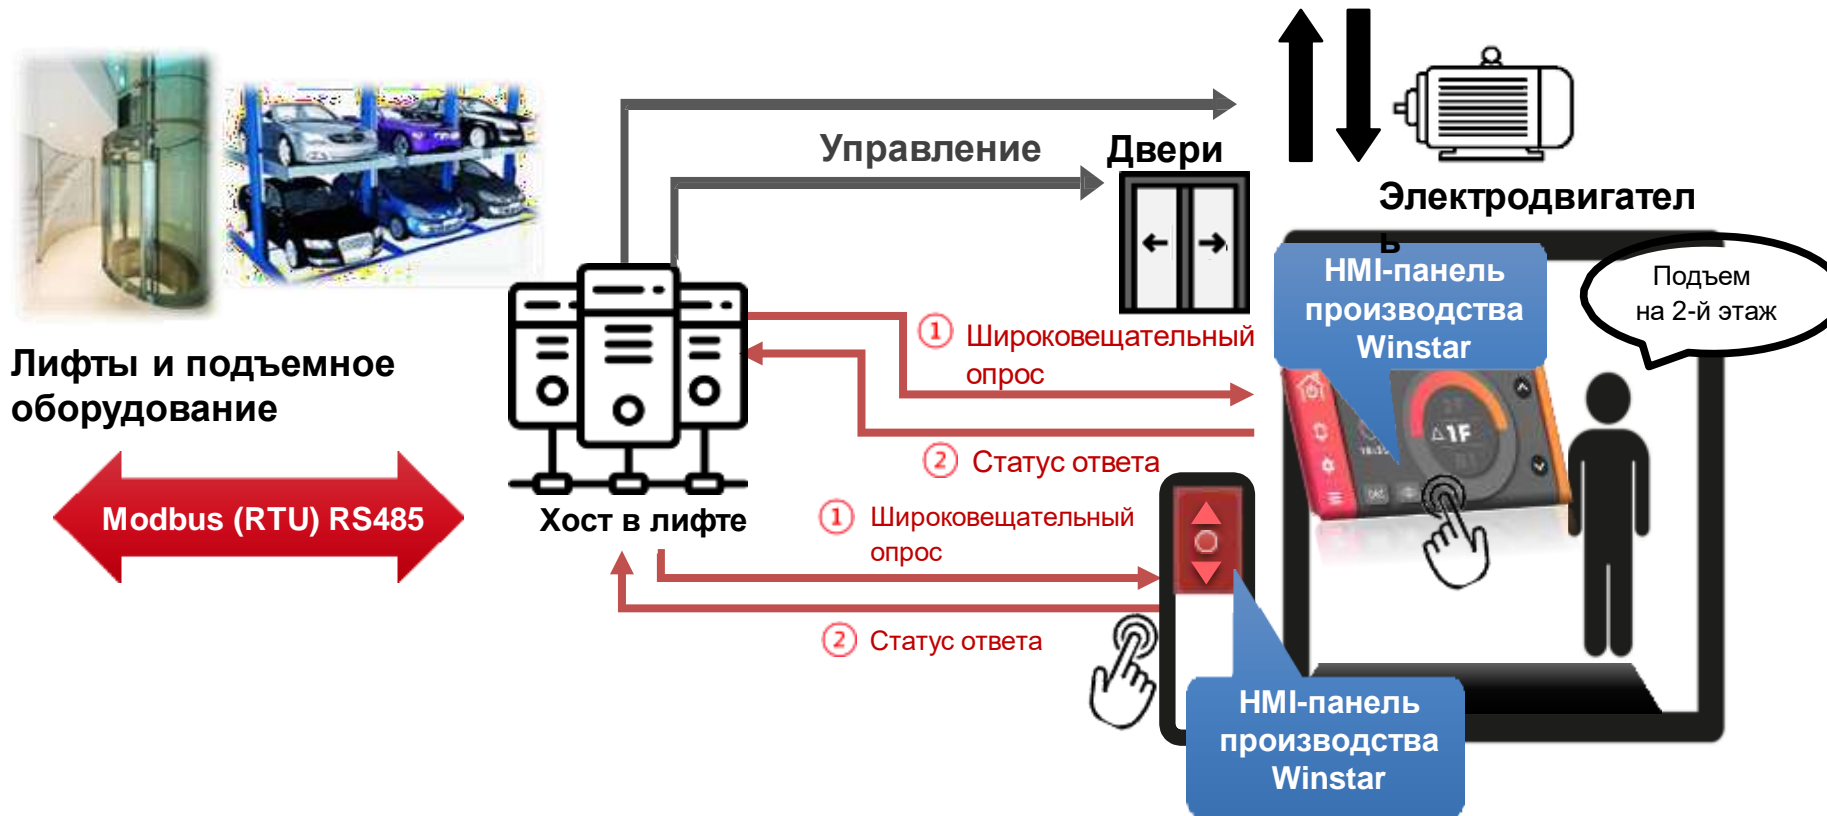 Управление
Двери
Электродвигател
ь
HMI-панель
производства
Winstar
Подъем
на 2-й этаж
Лифты и подъемное
оборудование
1 Широковещательный
опрос
2 Статус ответа
1F
Modbus (RTU) RS485
Хост в лифте
1 Широковещательный
опрос
2 Статус ответа
HMI-панель
производства
Winstar